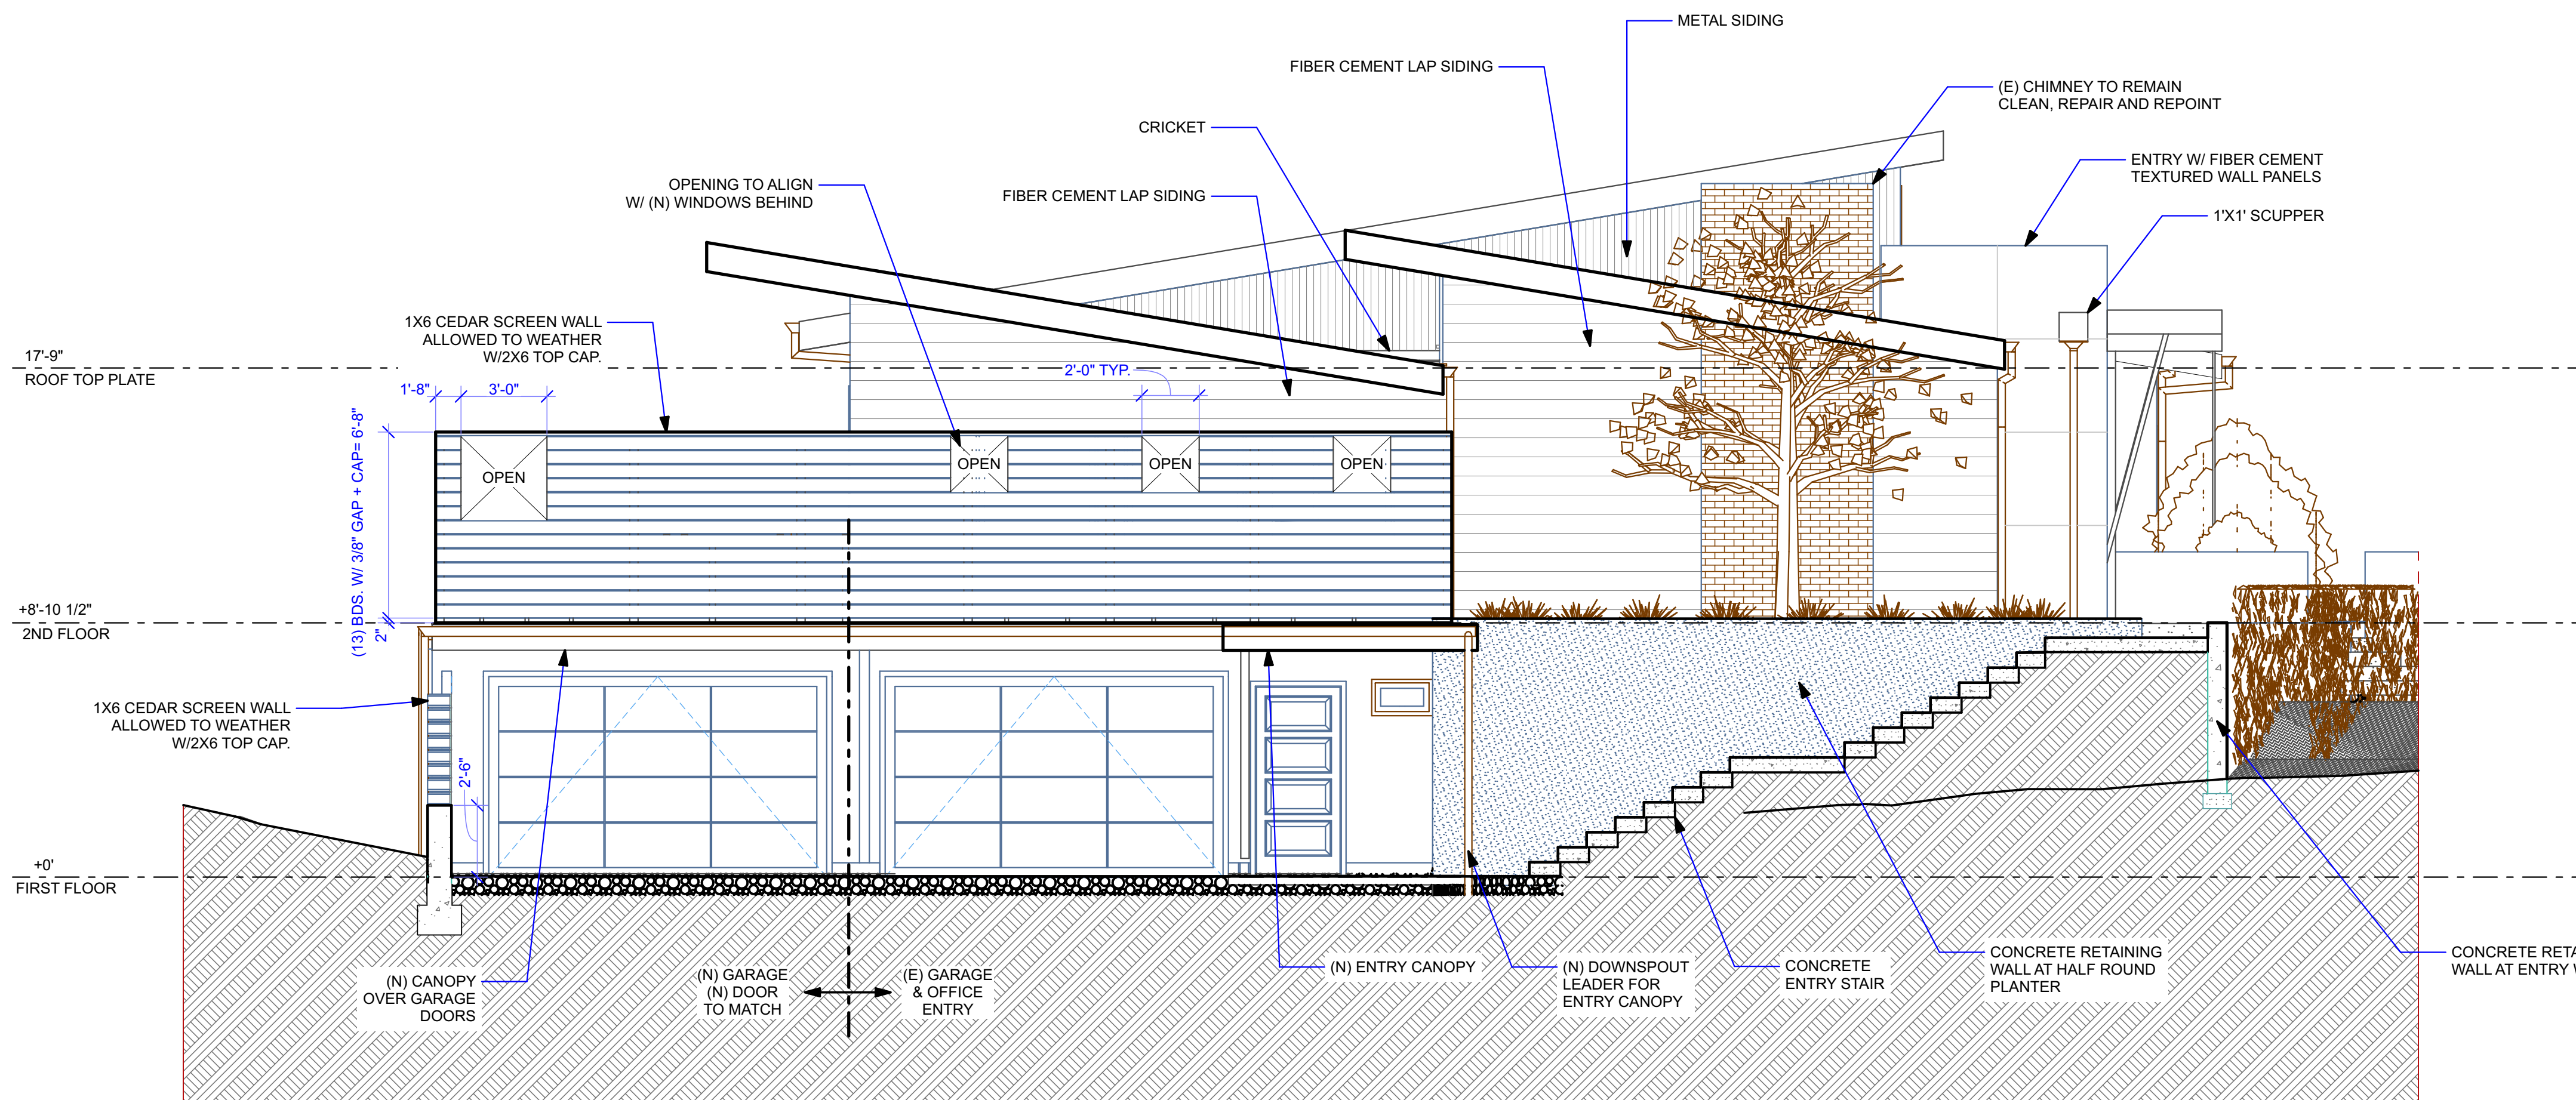 METAL SIDING
FIBER CEMENT LAP SIDING
(E) CHIMNEY TO REMAIN
CLEAN, REPAIR AND REPOINT
CRICKET
ENTRY W/ FIBER CEMENT
TEXTURED WALL PANELS
OPENING TO ALIGN
W/ (N) WINDOWS BEHIND
FIBER CEMENT LAP SIDING
1'X1' SCUPPER
1X6 CEDAR SCREEN WALL
ALLOWED TO WEATHER
W/2X6 TOP CAP.
17'-9"
ROOF TOP PLATE
2'-0" TYP.
1'-8"
3'-0"
(13) BDS. W/ 3/8" GAP + CAP= 6'-8"
2"
OPEN
OPEN
OPEN
OPEN
+8'-10 1/2"
2ND FLOOR
1X6 CEDAR SCREEN WALL
ALLOWED TO WEATHER
W/2X6 TOP CAP.
2'-6"
+0'
FIRST FLOOR
(N) CANOPY
OVER GARAGE
DOORS
(N) GARAGE
(N) DOOR
TO MATCH
(E) GARAGE
& OFFICE
ENTRY
(N) ENTRY CANOPY
(N) DOWNSPOUT
LEADER FOR
ENTRY CANOPY
CONCRETE
ENTRY STAIR
CONCRETE RETAINING
WALL AT HALF ROUND
PLANTER
CONCRETE RETA
WALL AT ENTRY